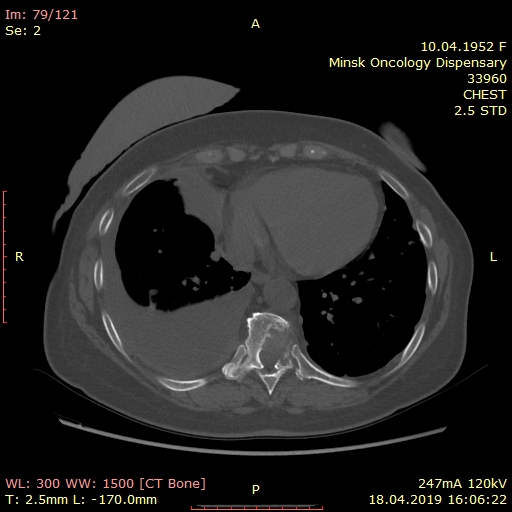 Im: 79/121
Se: 2
A
10.04.1952 F
Minsk Oncology Dispensary
33960
CHEST
2.5 STD
R
L
WL: 300 WW: 1500 [CT Bone]
T: 2.5mm L: -170.0mm
P
247mA 120kV
18.04.2019 16:06:22